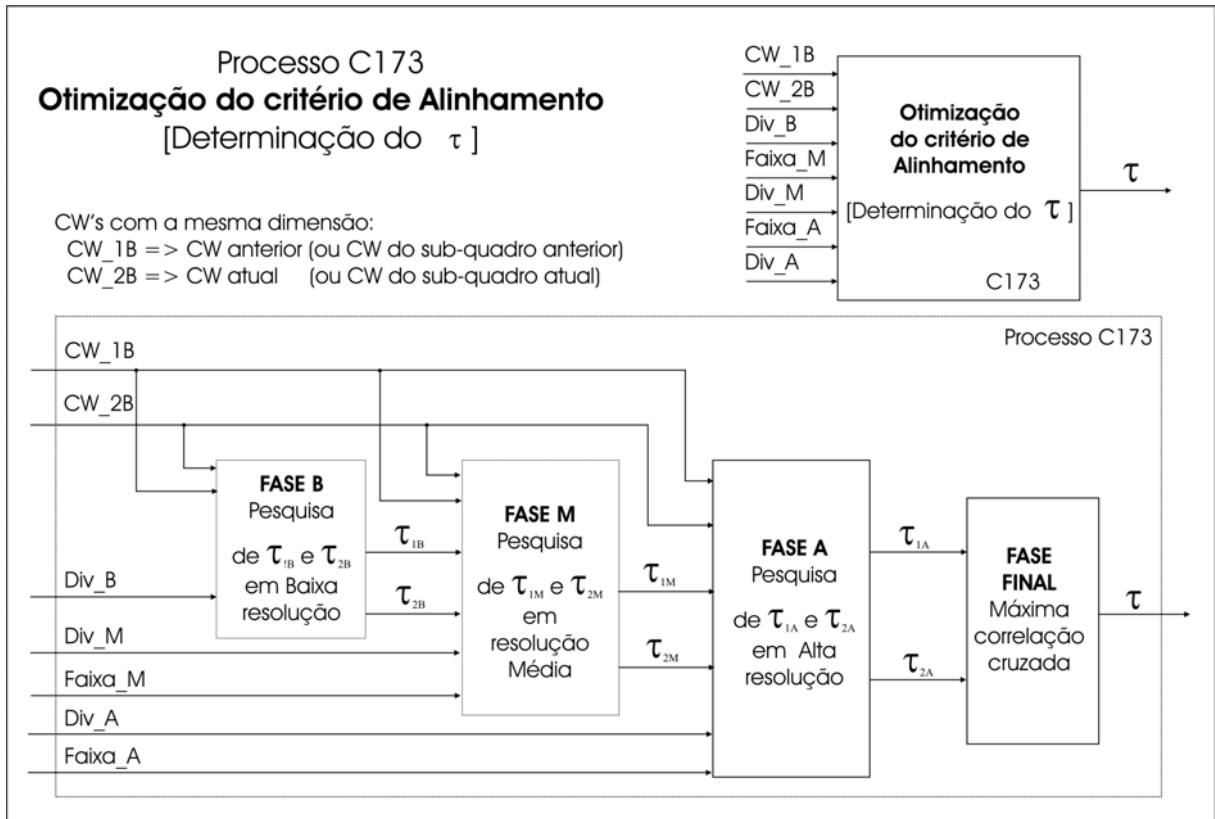 Processo C173
Otimização do critério de Alinhamento
[Determinação do τ ]
CW's com a mesma dimensão:
CW_1B => CW anterior (ou CW do sub-quadro anterior)
CW_2B => CW atual (ou CW do sub-quadro atual)
CW_1B
CW_2B
Div_B
Faixa_M
Div_M
Faixa_A
Div_A
Otimização
do critério de
Alinhamento
[Determinação do τ ]
C173
τ
Processo C173
CW_1B
CW_2B
Div_B
Div_M
Faixa_M
Div_A
Faixa_A
FASE B
Pesquisa
de τ!B e τ2B
em Baixa
resolução
τ1B
τ2B
FASE M
Pesquisa
de τ1M e τ2M
em
resolução
Média
τ1M
τ2M
FASE A
Pesquisa
de τ1A e τ2A
em Alta
resolução
τ1A
τ2A
FASE
FINAL
Máxima
correlação
cruzada
τ